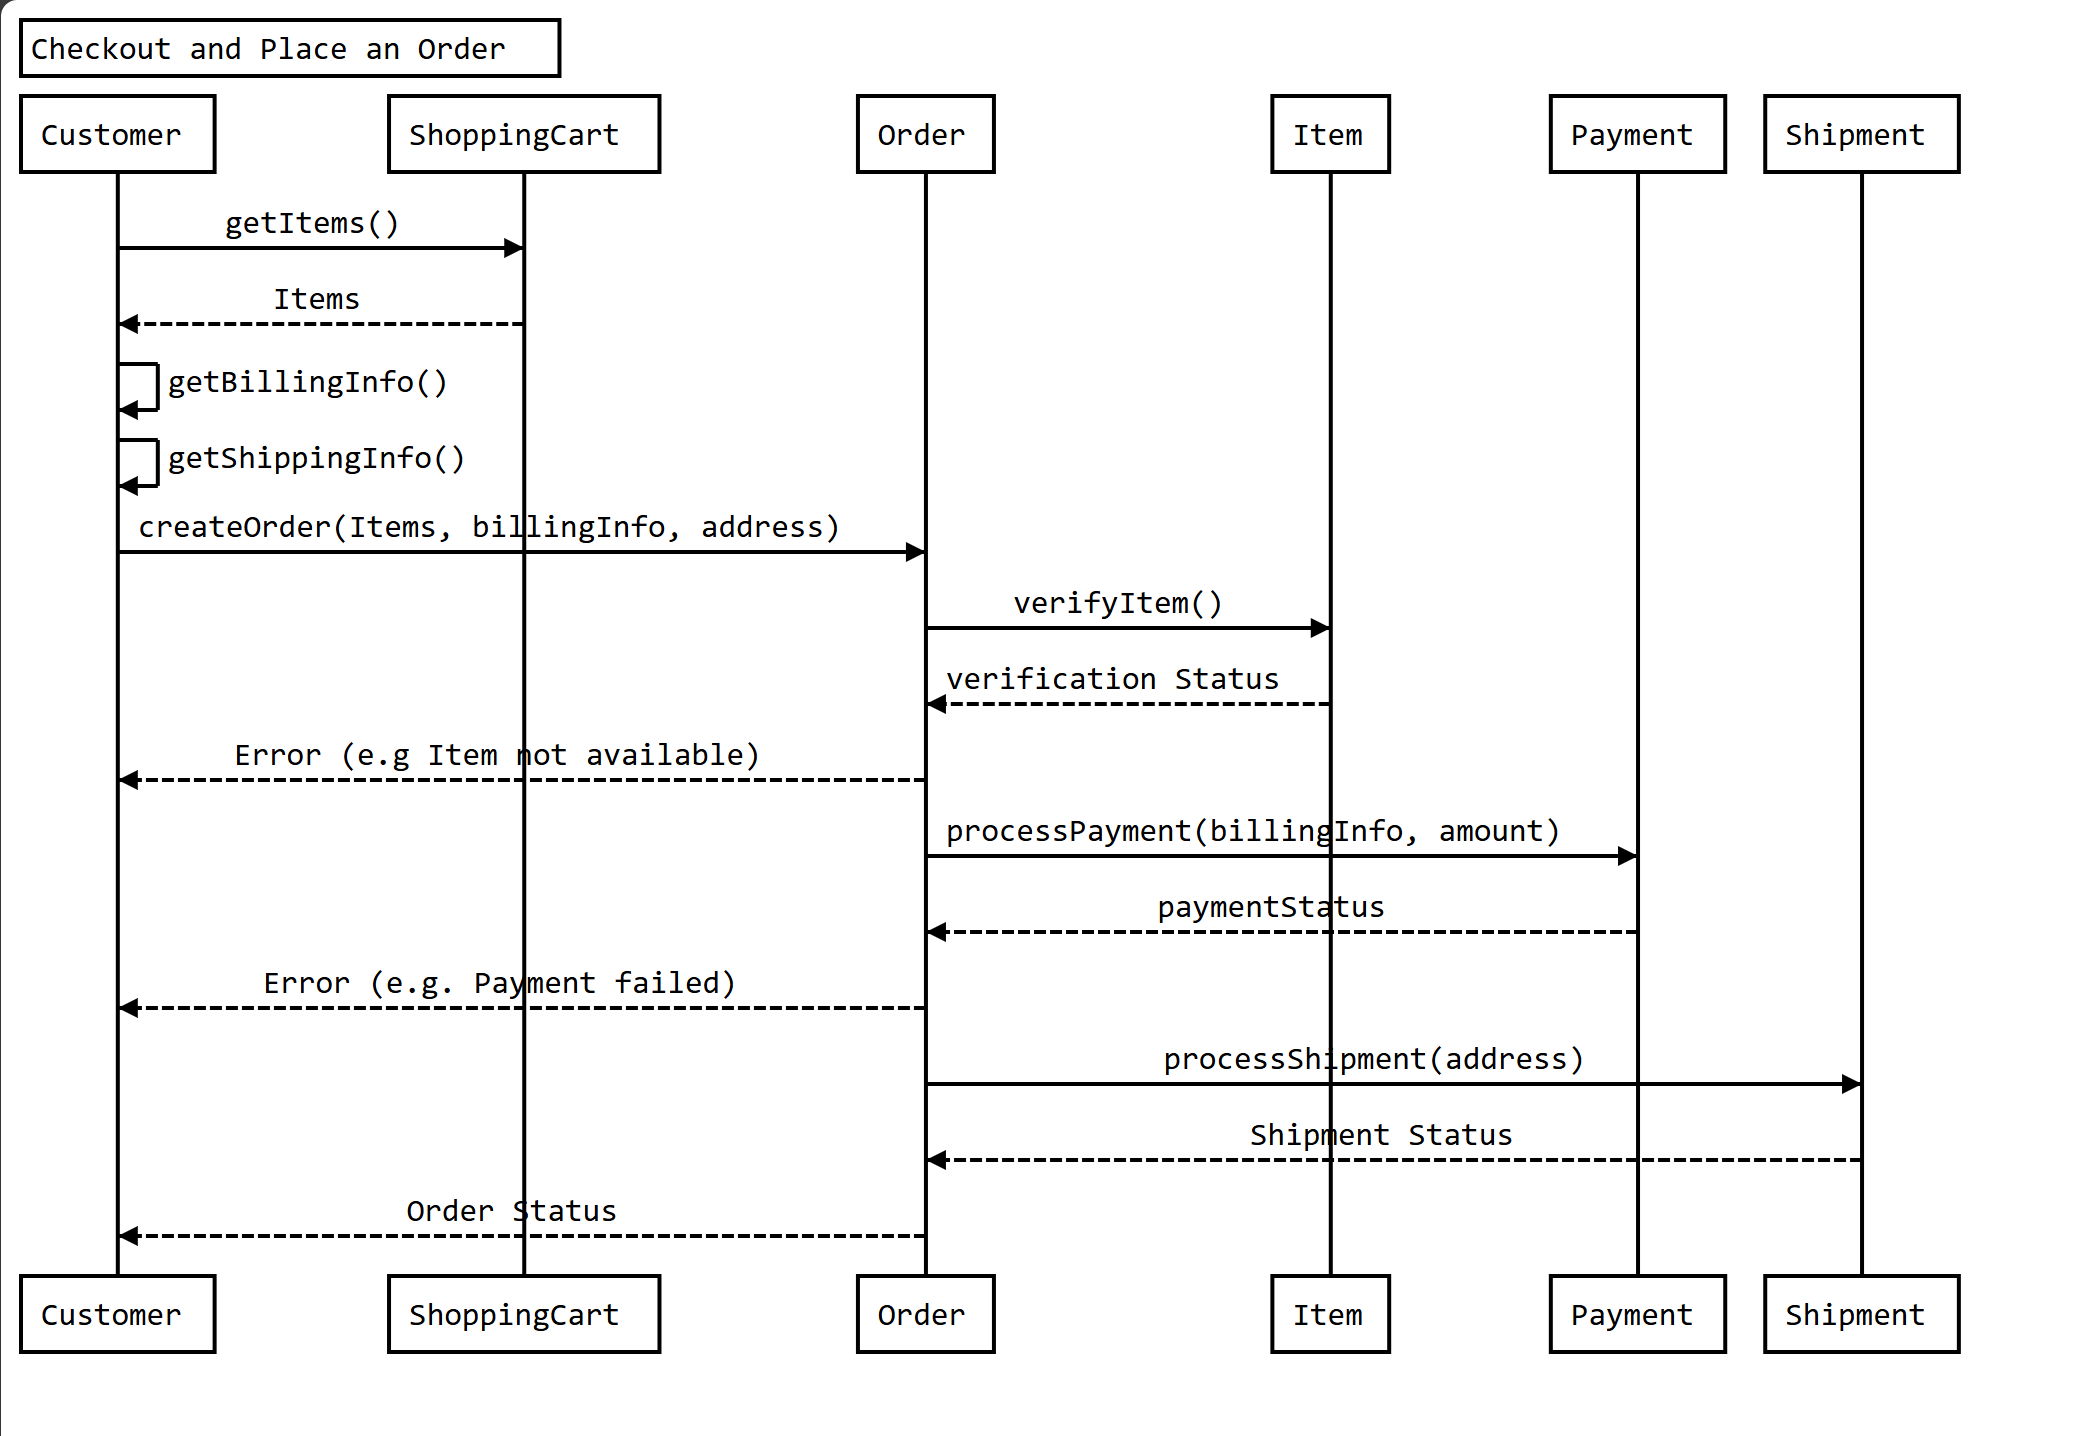 Checkout and Place an Order
Customer ShoppingCart Order Item Payment Shipment
getItems()
Items
getBillingInfo()
getShippingInfo()
createOrder(Items, billingInfo, address)
verifyItem()
verification Status
Error (e.g Item not available)
processPayment(billingInfo, amount)
paymentStatus
Error (e.g. Payment failed)
processShipment(address)
Shipment Status
Order Status
Customer ShoppingCart Order Item Payment Shipment